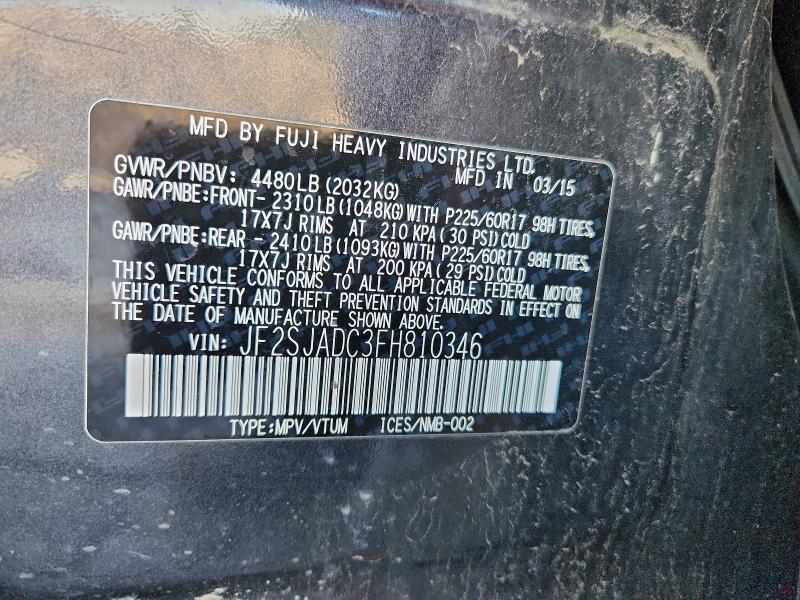 MFD BY FUJI HEAVY INDUSTRIES LTD.
GVWR/PNBV: 4480LB (2032KG) MFD IN 03/15
GAWR/PNBE:FRONT- 2310LB (1048KG) WITH P225/60R17 98H TIRES,
17X7J RIMS AT 210 KPA (30 PSI) COLD
GAWR/PNBE:REAR - 2410LB (1093KG) WITH P225/60R17 98H TIRES,
17X7J RIMS AT 200 KPA (29 PSI) COLD
THIS VEHICLE CONFORMS TO ALL APPLICABLE FEDERAL MOTOR
VEHICLE SAFETY AND THEFT PREVENTION STANDARDS IN EFFECT ON
THE DATE OF MANUFACTURE SHOWN ABOVE.
VIN: JF2SJADC3FH810346
TYPE:MPV/VTUM ICES/NMB-002